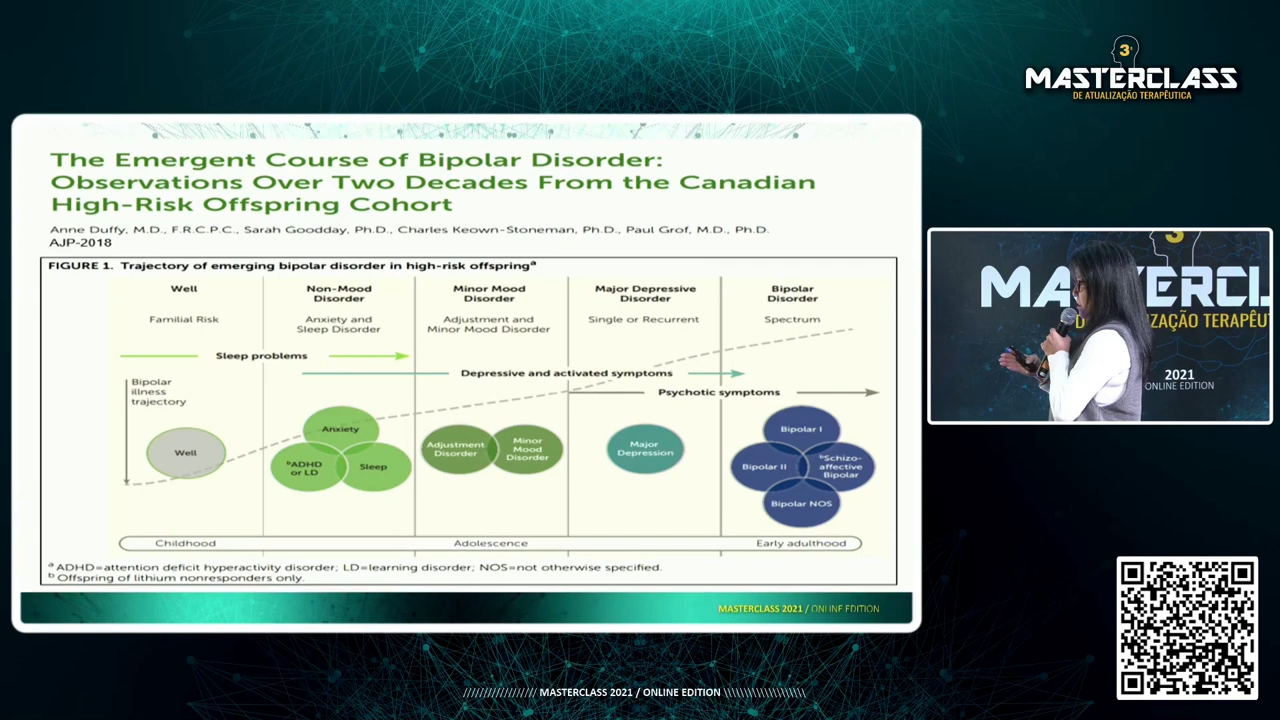 3ª
MASTERCLASS
DE ATUALIZAÇÃO TERAPÊUTICA
The Emergent Course of Bipolar Disorder:
Observations Over Two Decades From the Canadian
High-Risk Offspring Cohort
Anne Duffy, M.D., F.R.C.P.C., Sarah Goodday, Ph.D., Charles Keown-Stoneman, Ph.D., Paul Grof, M.D., Ph.D.
AJP-2018
FIGURE 1. Trajectory of emerging bipolar disorder in high-risk offspringᵃ
Well
Familial Risk
Non-Mood
Disorder
Anxiety and
Sleep Disorder
Minor Mood
Disorder
Adjustment and
Minor Mood Disorder
Major Depressive
Disorder
Single or Recurrent
Bipolar
Disorder
Spectrum
Sleep problems
Depressive and activated symptoms
Psychotic symptoms
Bipolar
illness
trajectory
Well
Anxiety
ᵇADHD
or LD
Sleep
Adjustment
Disorder
Minor
Mood
Disorder
Major
Depression
Bipolar I
Bipolar II
ᵇSchizo-
affective
Bipolar
Bipolar NOS
Childhood
Adolescence
Early adulthood
ᵃ ADHD=attention deficit hyperactivity disorder; LD=learning disorder; NOS=not otherwise specified.
ᵇ Offspring of lithium nonresponders only.
MASTERCLASS 2021 / ONLINE EDITION
2021
ONLINE EDITION
/////////////////// MASTERCLASS 2021 / ONLINE EDITION \\\\\\\\\\\\\\\\\\\